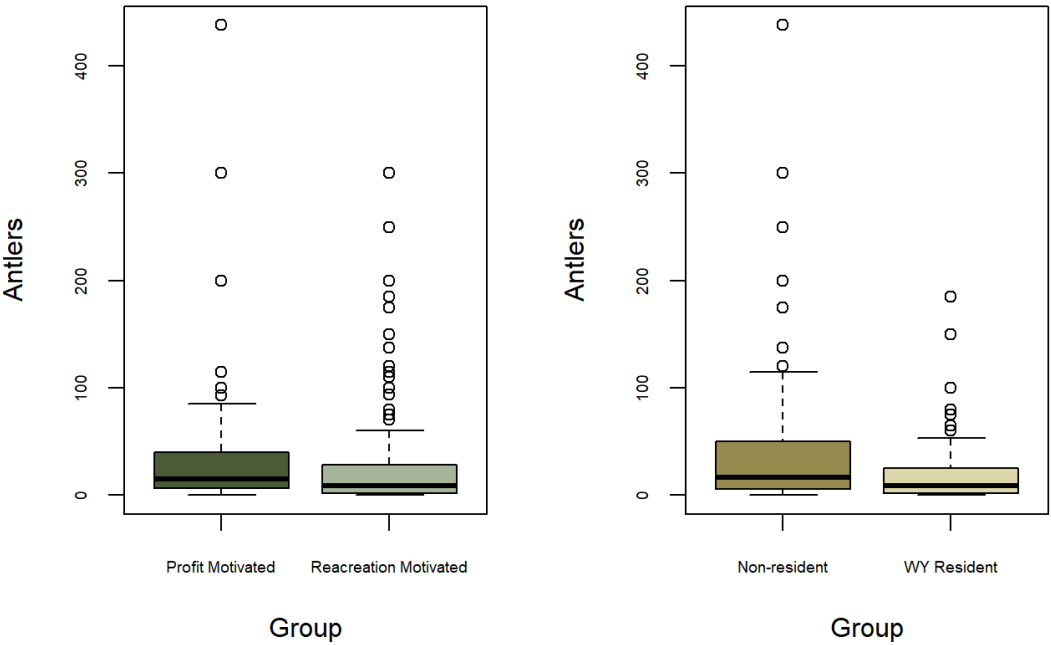 Antlers
400
300
200
100
0
Profit Motivated
Reacreation Motivated
Group
Antlers
400
300
200
100
0
Non-resident
WY Resident
Group